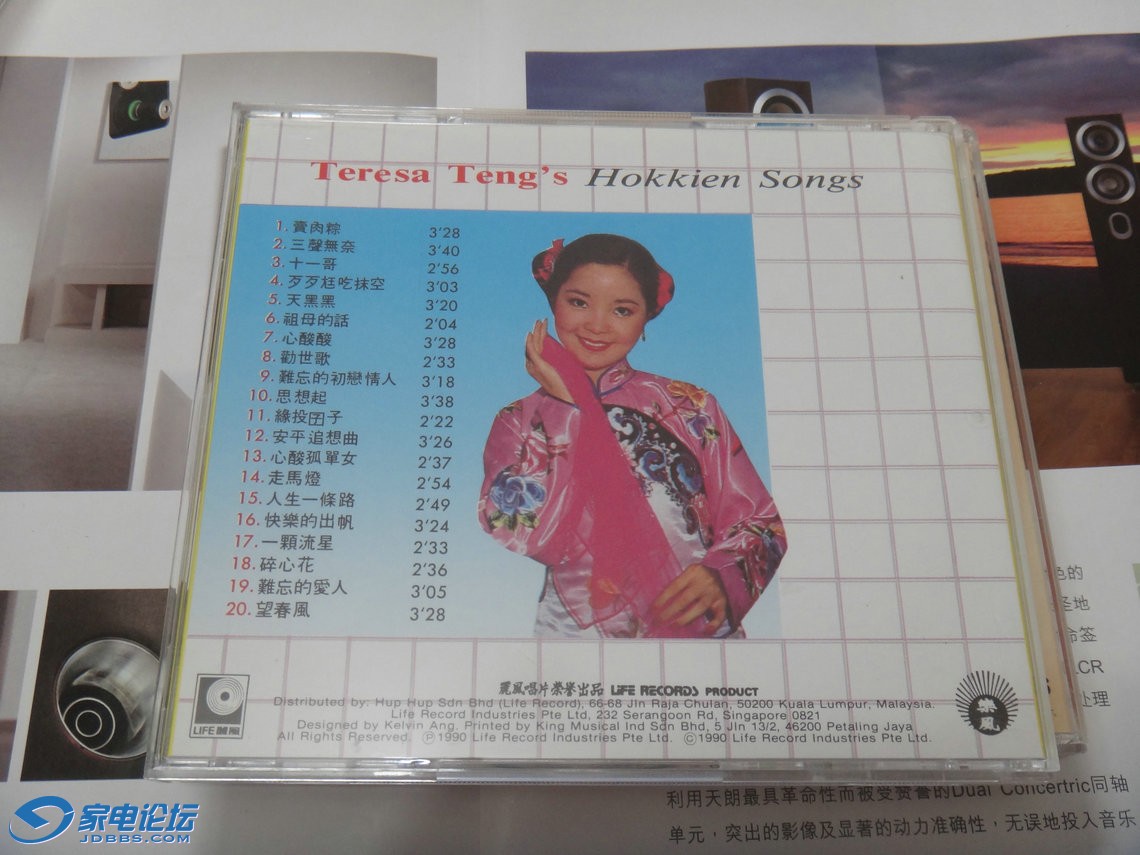 Teresa Teng's Hokkien Songs
1. 賣肉粽 3'28
2. 三聲無奈 3'40
3. 十一哥 2'56
4. 歹歹尪吃抹空 3'03
5. 天黑黑 3'20
6. 祖母的話 2'04
7. 心酸酸 3'28
8. 勸世歌 2'33
9. 難忘的初戀情人 3'18
10. 思想起 3'38
11. 緣投囝子 2'22
12. 安平追想曲 3'26
13. 心酸孤單女 2'37
14. 走馬燈 2'54
15. 人生一條路 2'49
16. 快樂的出帆 3'24
17. 一顆流星 2'33
18. 碎心花 2'36
19. 難忘的愛人 3'05
20. 望春風 3'28
麗風唱片榮譽出品 LIFE RECORDS PRODUCT
Distributed by: Hup Hup Sdn Bhd (Life Record), 66-68 Jln Raja Chulan, 50200 Kuala Lumpur, Malaysia.
Life Record Industries Pte Ltd, 232 Serangoon Rd, Singapore 0821
Designed by Kelvin Ang, Printed by King Musical Ind Sdn Bhd, 5 Jln 13/2, 46200 Petaling Jaya
All Rights Reserved. Ⓟ1990 Life Record Industries Pte Ltd. ©1990 Life Record Industries Pte Ltd.
LIFE 麗風
樂風
色的
圣地
命签
LCR
处理
利用天朗最具革命性而被受赞誉的Dual Concertric同轴
单元，突出的影像及显著的动力准确性，无误地投入音乐
家电论坛
JDBBS.COM